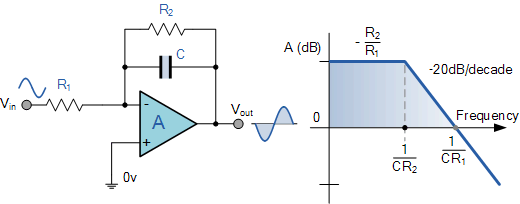 R₂
C
R₁
Vin
-
A
+
Vout
0v
A (dB)
- R₂
R₁
-20dB/decade
0
Frequency
1
CR₂
1
CR₁